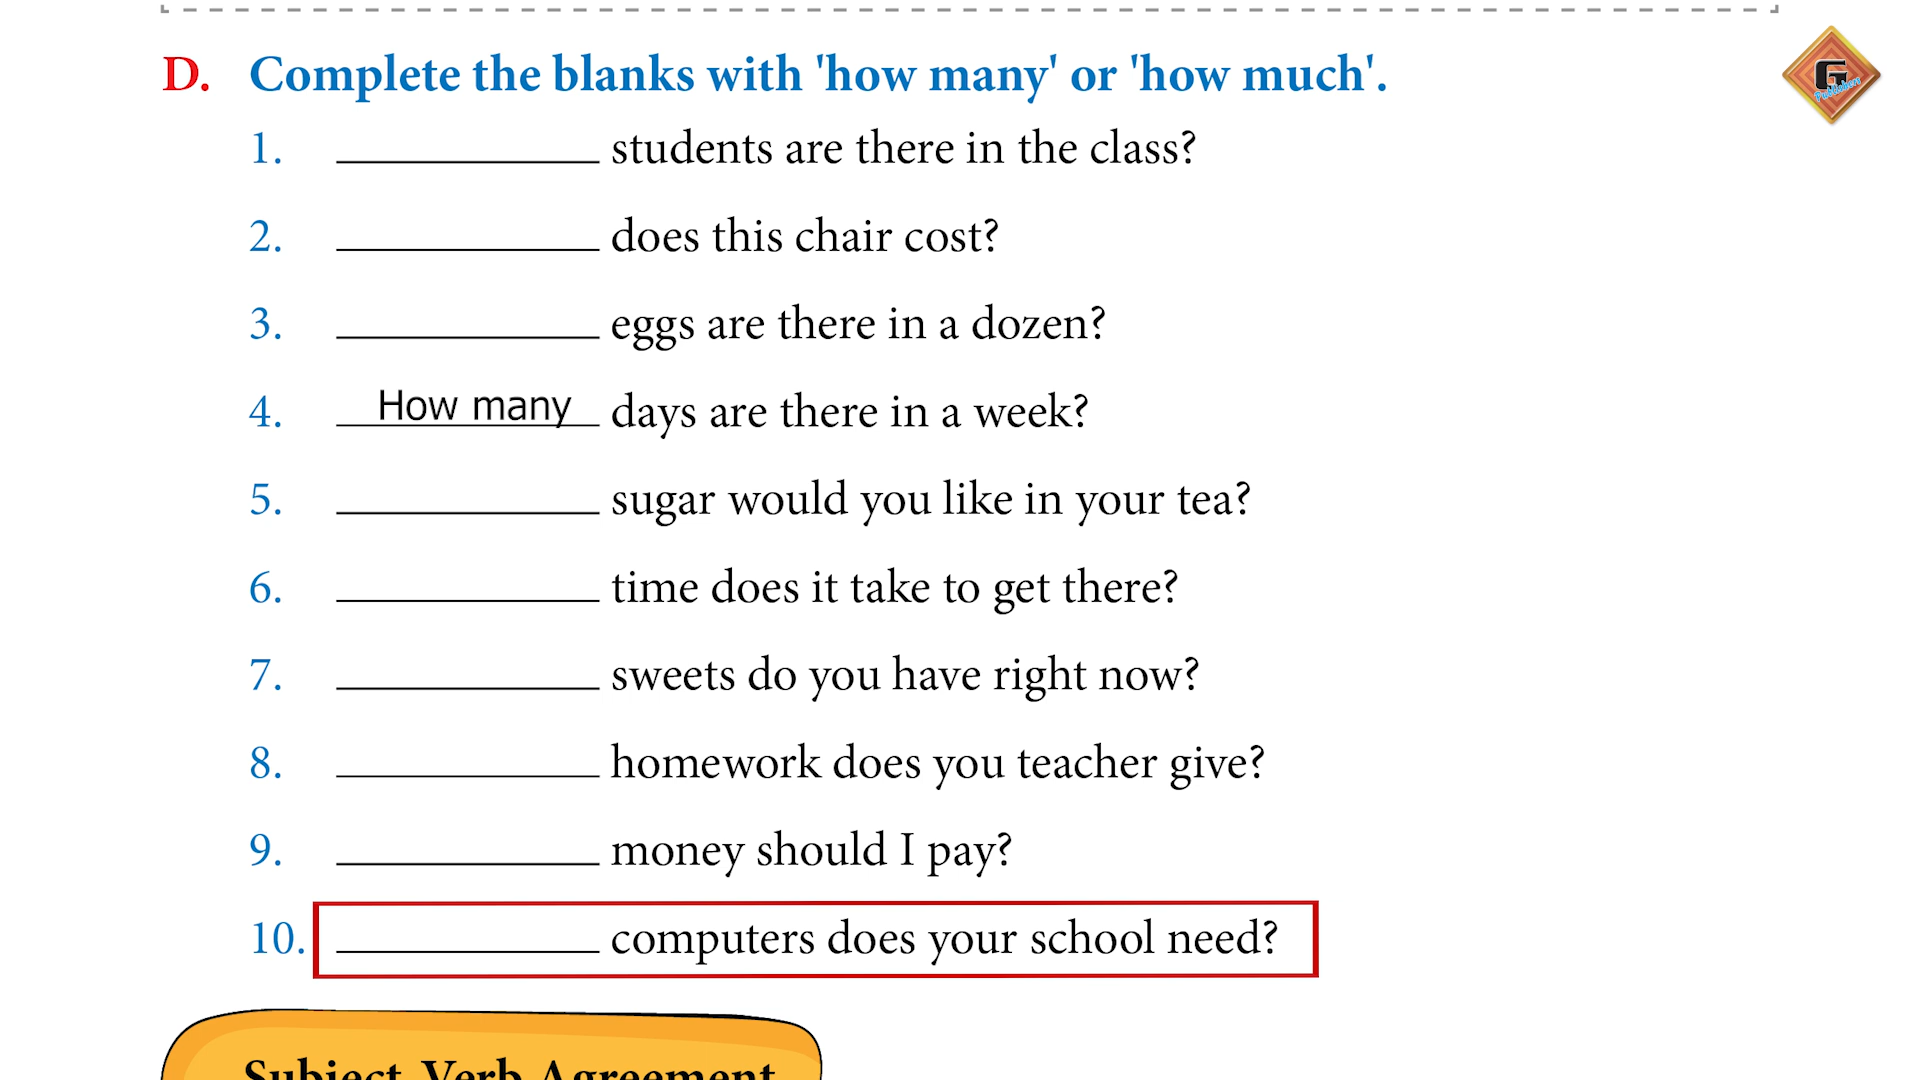 D. Complete the blanks with 'how many' or 'how much'.
G
Publishers
1. ____________ students are there in the class?
2. ____________ does this chair cost?
3. ____________ eggs are there in a dozen?
4. How many days are there in a week?
5. ____________ sugar would you like in your tea?
6. ____________ time does it take to get there?
7. ____________ sweets do you have right now?
8. ____________ homework does you teacher give?
9. ____________ money should I pay?
10. ____________ computers does your school need?
Subject-Verb Agreement